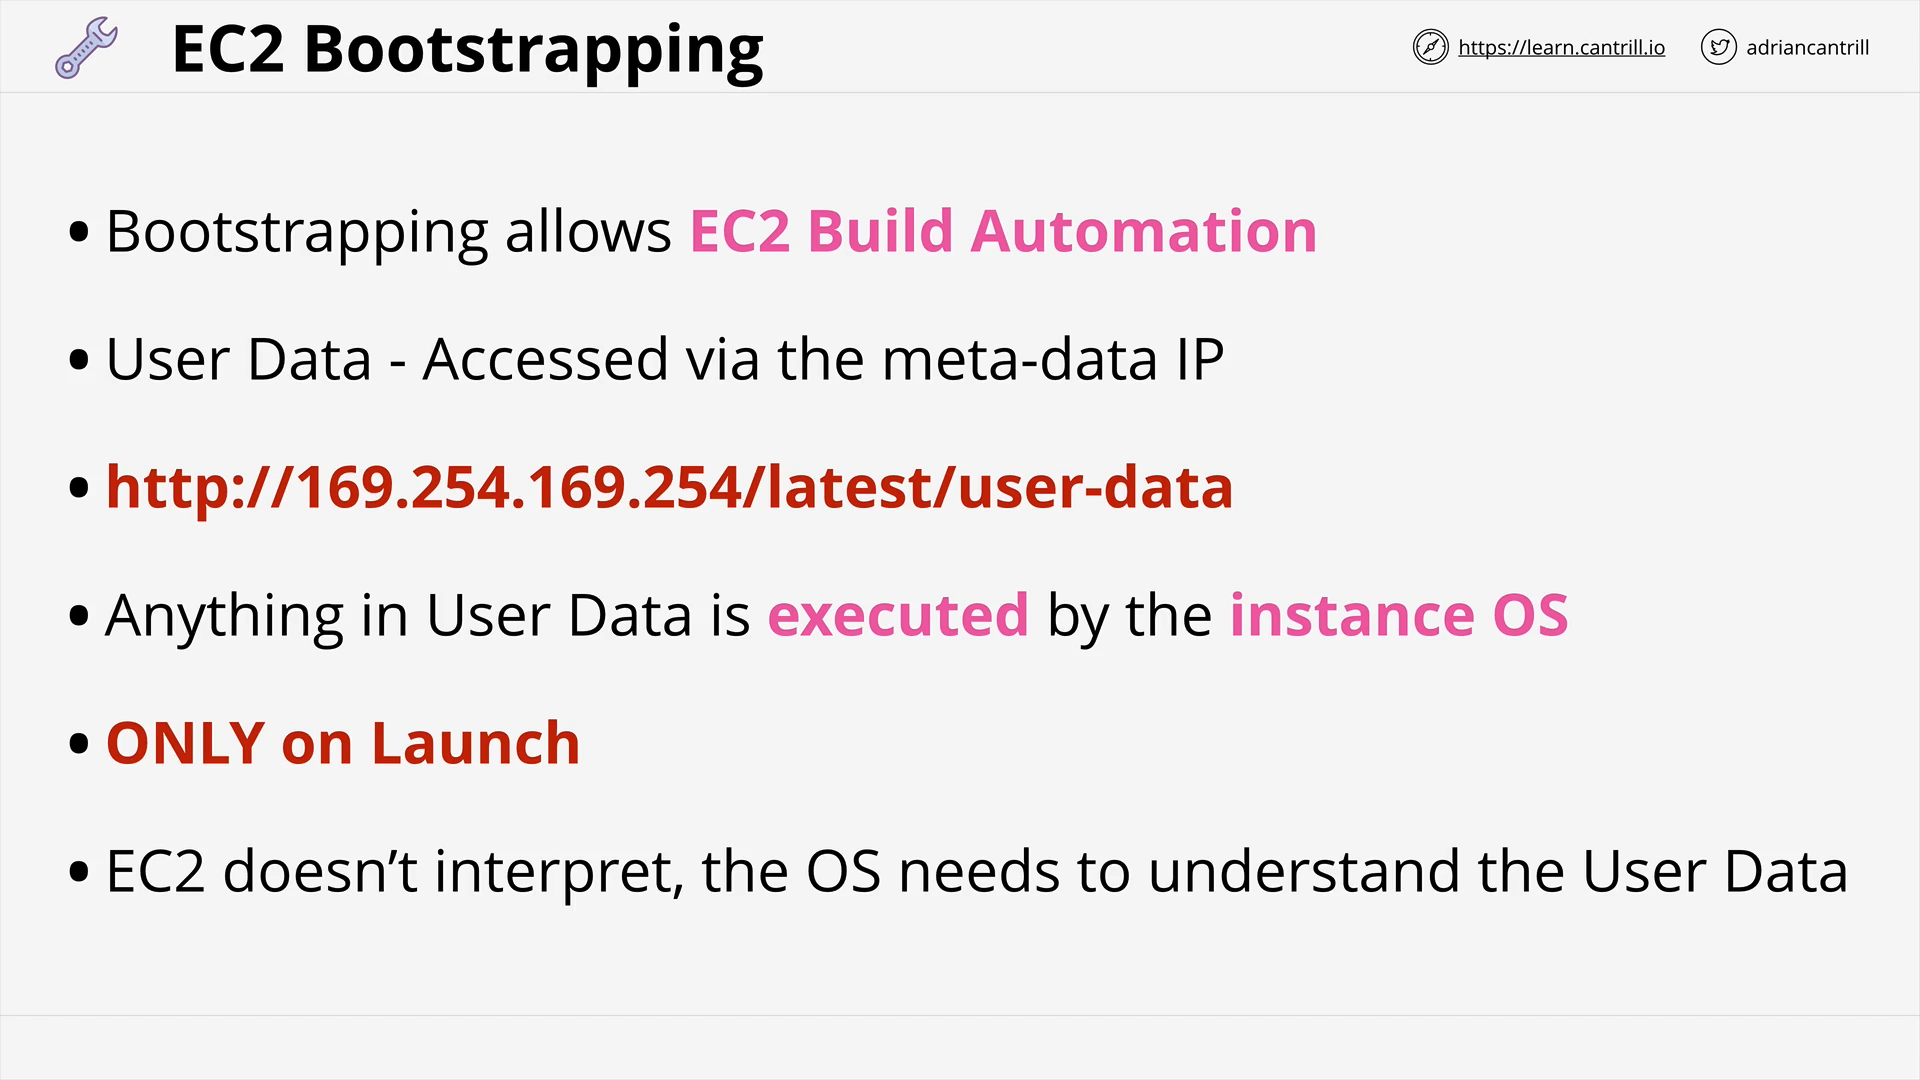 EC2 Bootstrapping
https://learn.cantrill.io
adriancantrill
• Bootstrapping allows EC2 Build Automation
• User Data - Accessed via the meta-data IP
• http://169.254.169.254/latest/user-data
• Anything in User Data is executed by the instance OS
• ONLY on Launch
• EC2 doesn’t interpret, the OS needs to understand the User Data